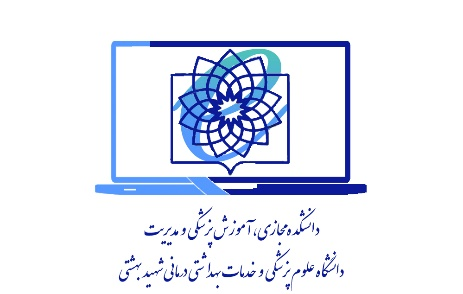 دانشکده مجازی، آموزش پزشکی و مدیریت
دانشگاه علوم پزشکی و خدمات بهداشتی درمانی شهید بهشتی